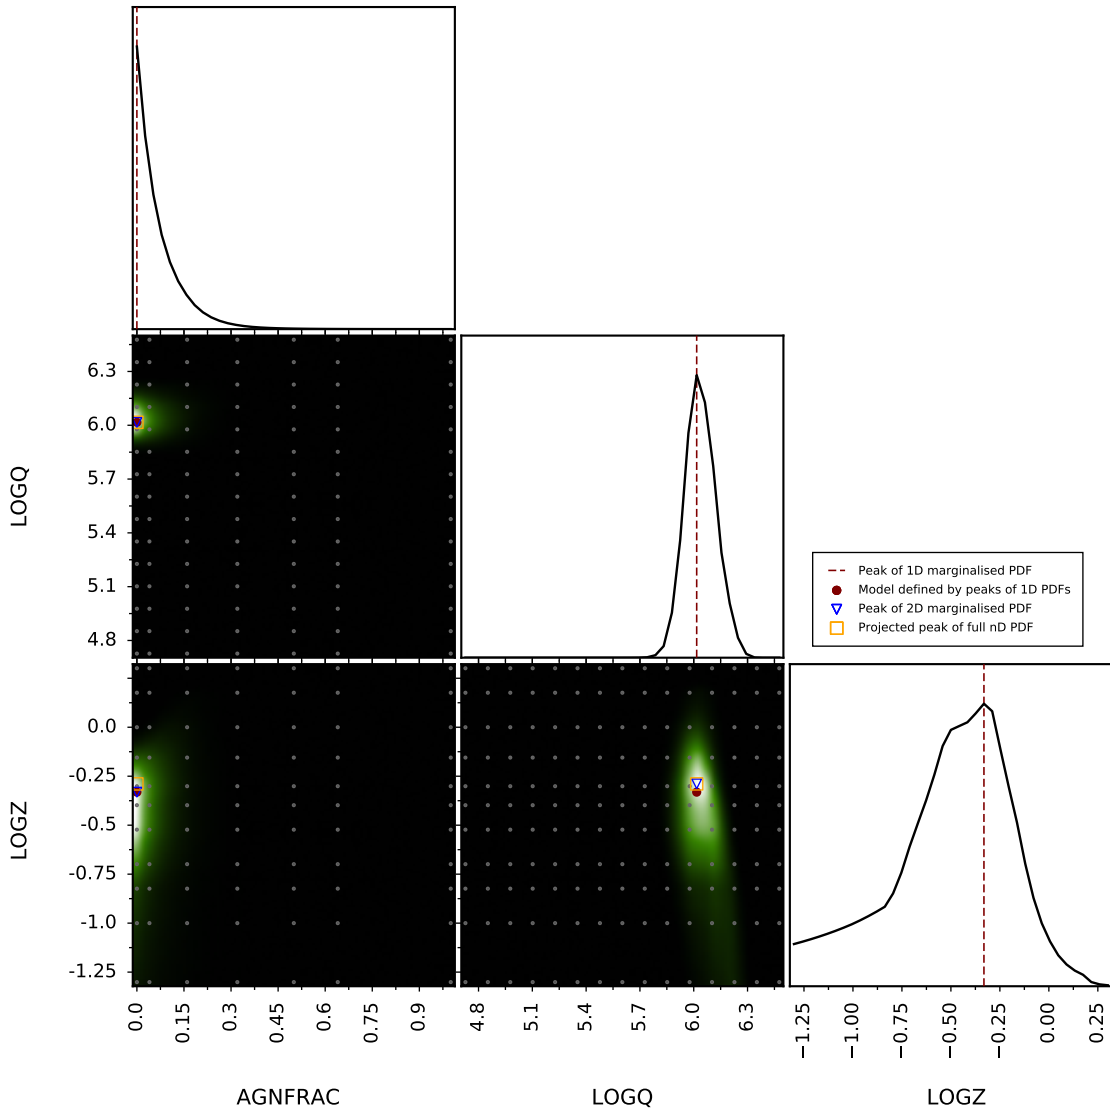 6.3
6.0
5.7
5.4
5.1
4.8
LOGQ
Peak of 1D marginalised PDF
Model defined by peaks of 1D PDFs
Peak of 2D marginalised PDF
Projected peak of full nD PDF
0.0
-0.25
-0.5
-0.75
-1.0
-1.25
LOGZ
0.0 0.15 0.3 0.45 0.6 0.75 0.9
4.8 5.1 5.4 5.7 6.0 6.3
−1.25 −1.00 −0.75 −0.50 −0.25 0.00 0.25
AGNFRAC LOGQ LOGZ